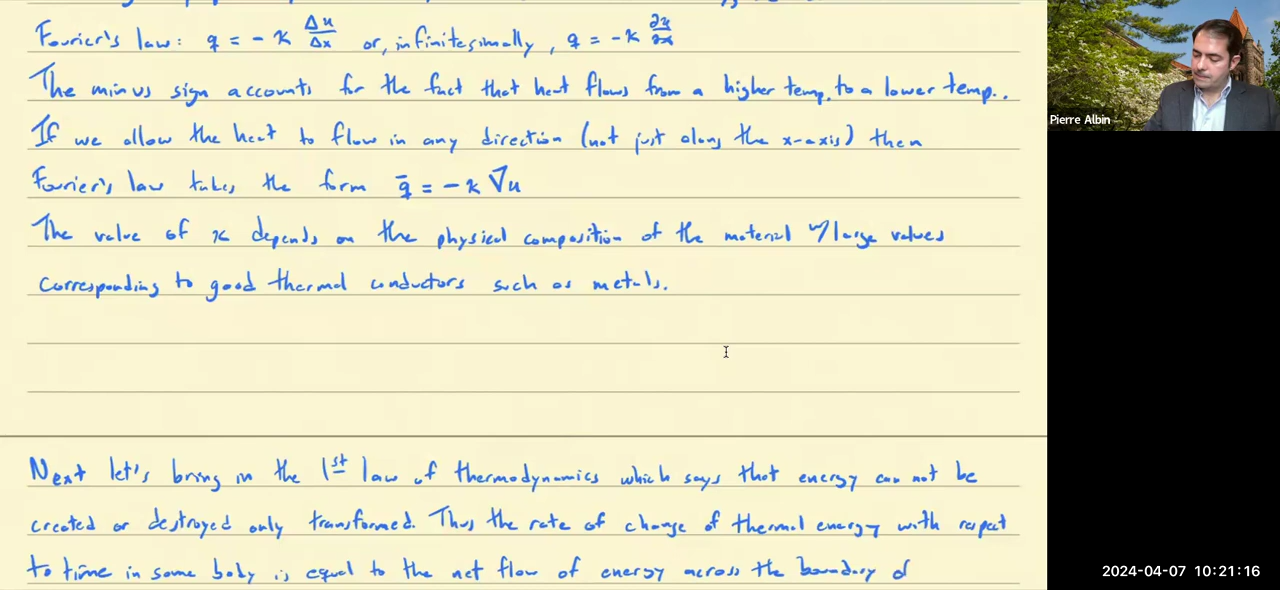 Fourier's law: q = - κ Δu/Δx or, infinitesimally, q = -κ ∂u/∂x
The minus sign accounts for the fact that heat flows from a higher temp. to a lower temp..
If we allow the heat to flow in any direction (not just along the x-axis) then
Fourier's law takes the form q̄ = - κ ∇u
The value of κ depends on the physical composition of the material w/ large values
corresponding to good thermal conductors such as metals.
Next let's bring in the 1st law of thermodynamics which says that energy can not be
created or destroyed only transformed. Thus the rate of change of thermal energy with respect
to time in some body is equal to the net flow of energy across the boundary of
Pierre Albin
2024-04-07 10:21:16